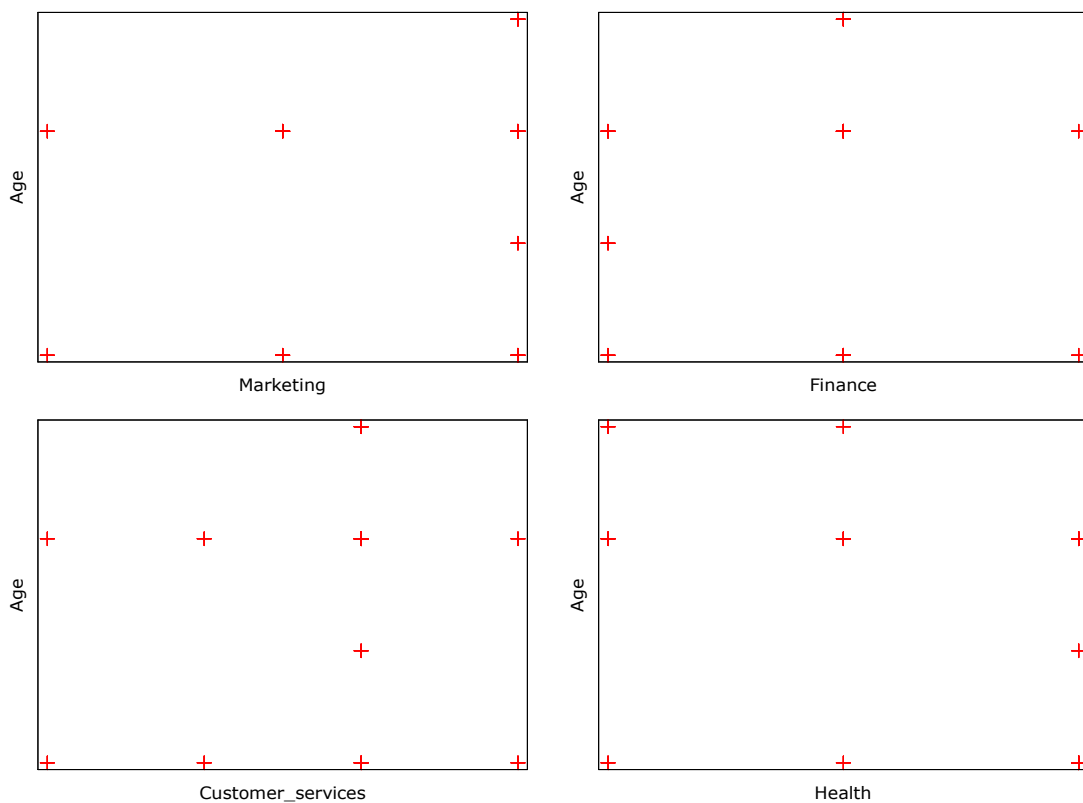 Age
Marketing
Age
Finance
Age
Customer_services
Age
Health